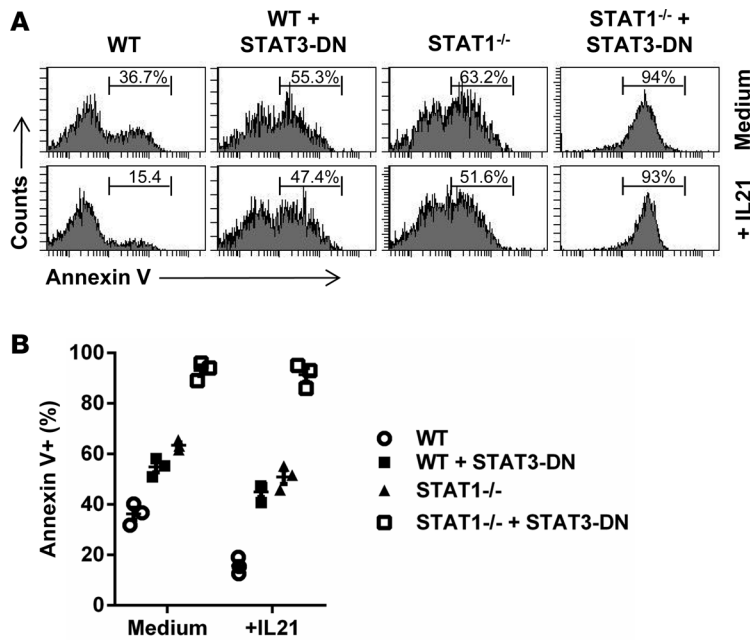 A
WT
WT +
STAT3-DN
STAT1-/-
STAT1-/- +
STAT3-DN
36.7%
55.3%
63.2%
94%
Medium
15.4
47.4%
51.6%
93%
+ IL21
Counts
Annexin V
B
Annexin V+ (%)
100
80
60
40
20
0
Medium
+IL21
WT
WT + STAT3-DN
STAT1-/-
STAT1-/- + STAT3-DN